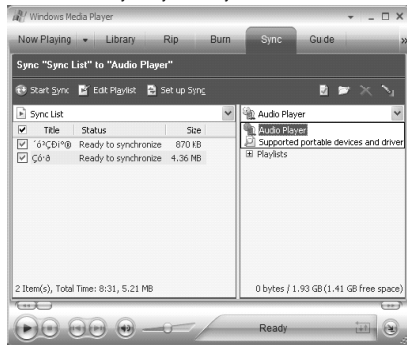 Windows Media Player
Now Playing Library Rip Burn Sync Guide »
Sync "Sync List" to "Audio Player"
Start Sync Edit Playlist Set up Sync
Sync List
Audio Player
Title Status Size
Audio Player
´ó³ÇÐ¡°® Ready to synchronize 870 KB
Supported portable devices and driver
Çó·ð Ready to synchronize 4.36 MB
Playlists
2 Item(s), Total Time: 8:31, 5.21 MB
0 bytes / 1.93 GB (1.41 GB free space)
Ready